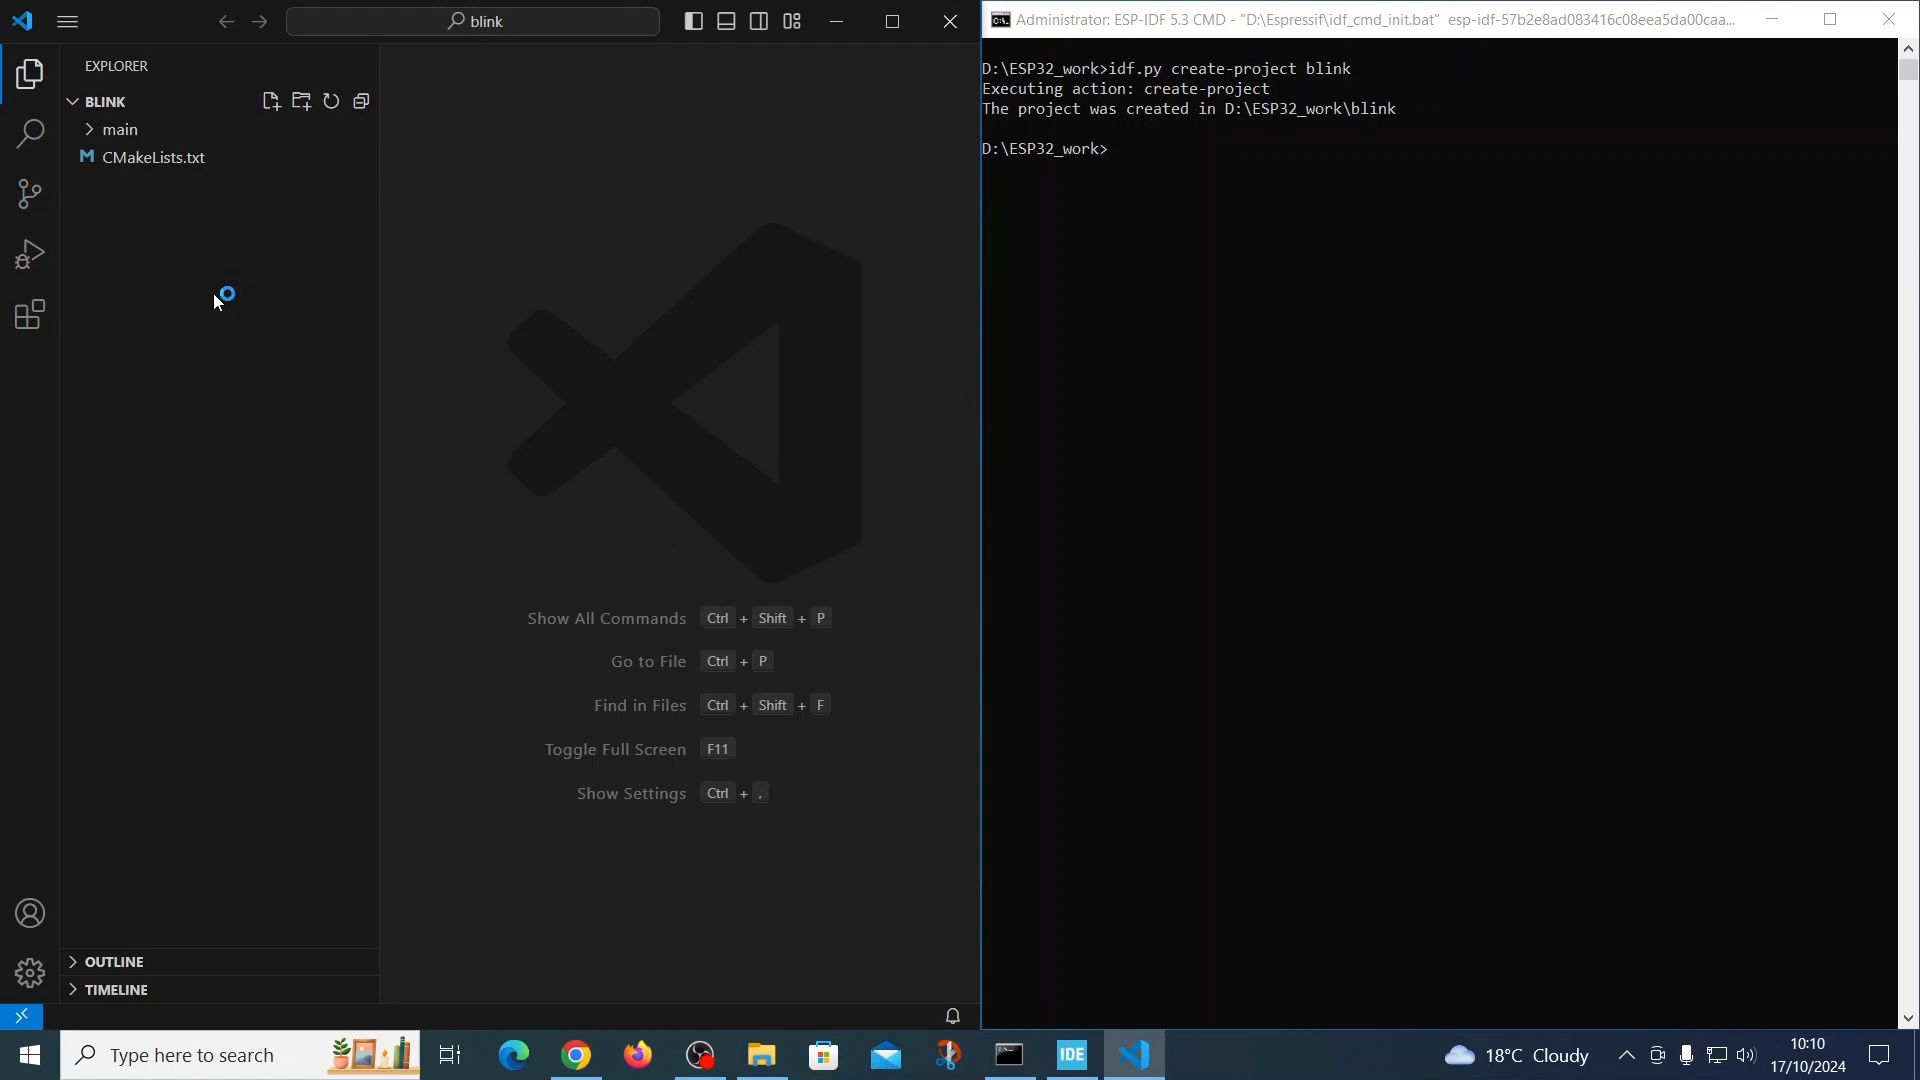 blink
EXPLORER
BLINK
main
CMakeLists.txt
Show All Commands Ctrl + Shift + P
Go to File Ctrl + P
Find in Files Ctrl + Shift + F
Toggle Full Screen F11
Show Settings Ctrl + ,
OUTLINE
TIMELINE
Administrator: ESP-IDF 5.3 CMD - "D:\Espressif\idf_cmd_init.bat" esp-idf-57b2e8ad083416c08eea5da00caa...
D:\ESP32_work>idf.py create-project blink
Executing action: create-project
The project was created in D:\ESP32_work\blink
D:\ESP32_work>
Type here to search
IDE
18°C Cloudy
10:10
17/10/2024